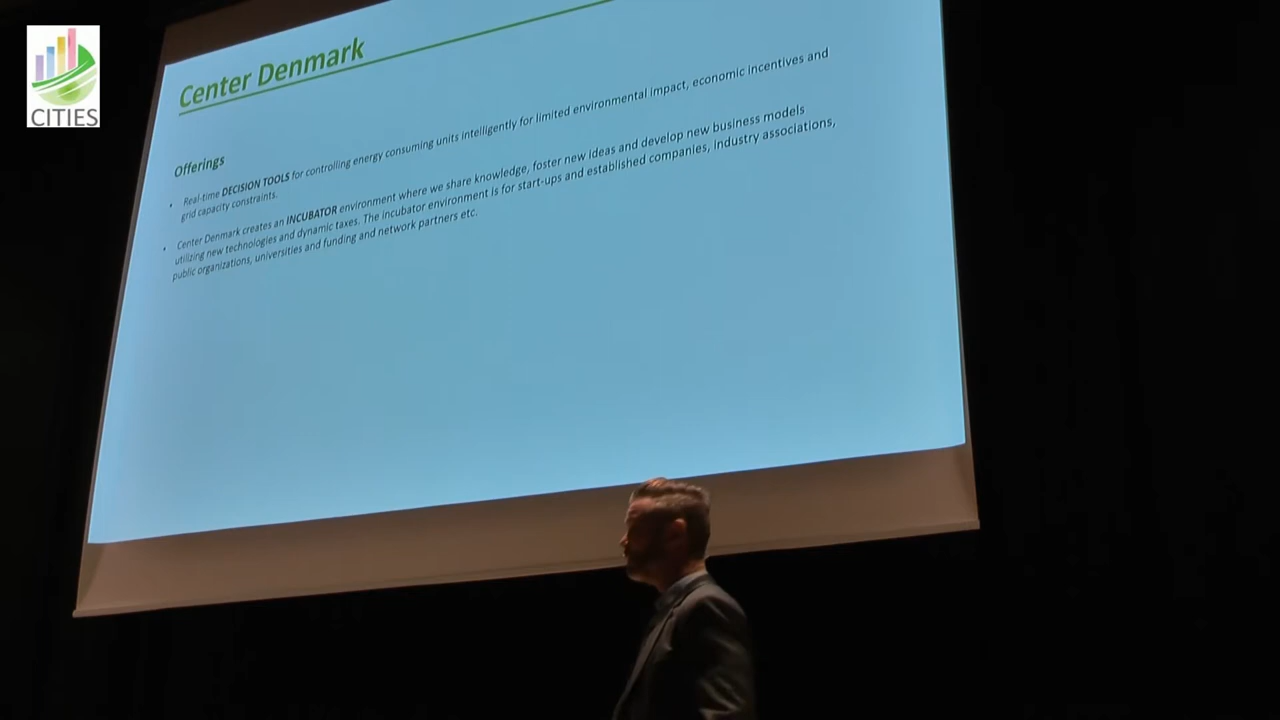 CITIES
Center Denmark
Offerings
• Real-time DECISION TOOLS for controlling energy consuming units intelligently for limited environmental impact, economic incentives and
grid capacity constraints.
• Center Denmark creates an INCUBATOR environment where we share knowledge, foster new ideas and develop new business models
utilizing new technologies and dynamic taxes. The incubator environment is for start-ups and established companies, industry associations,
public organizations, universities and funding and network partners etc.